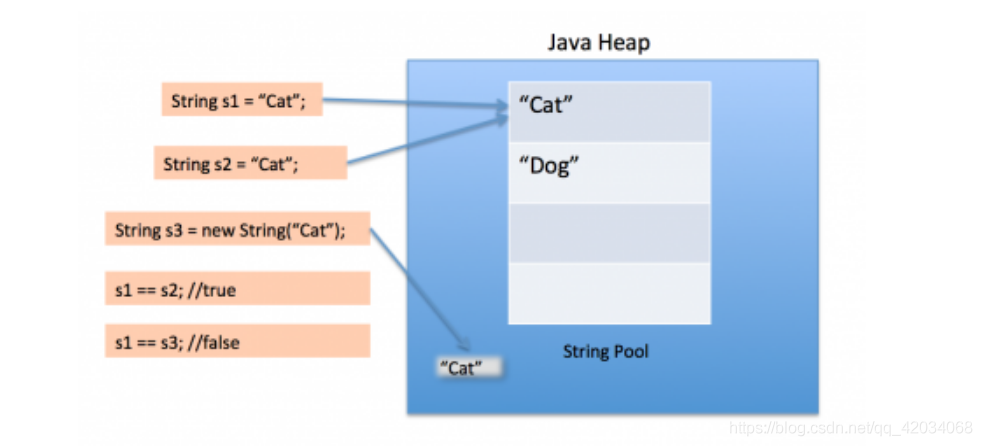 Java Heap
String s1 = “Cat”;
“Cat”
String s2 = “Cat”;
“Dog”
String s3 = new String(“Cat”);
s1 == s2; //true
s1 == s3; //false
String Pool
“Cat”
https://blog.csdn.net/qq_42034068